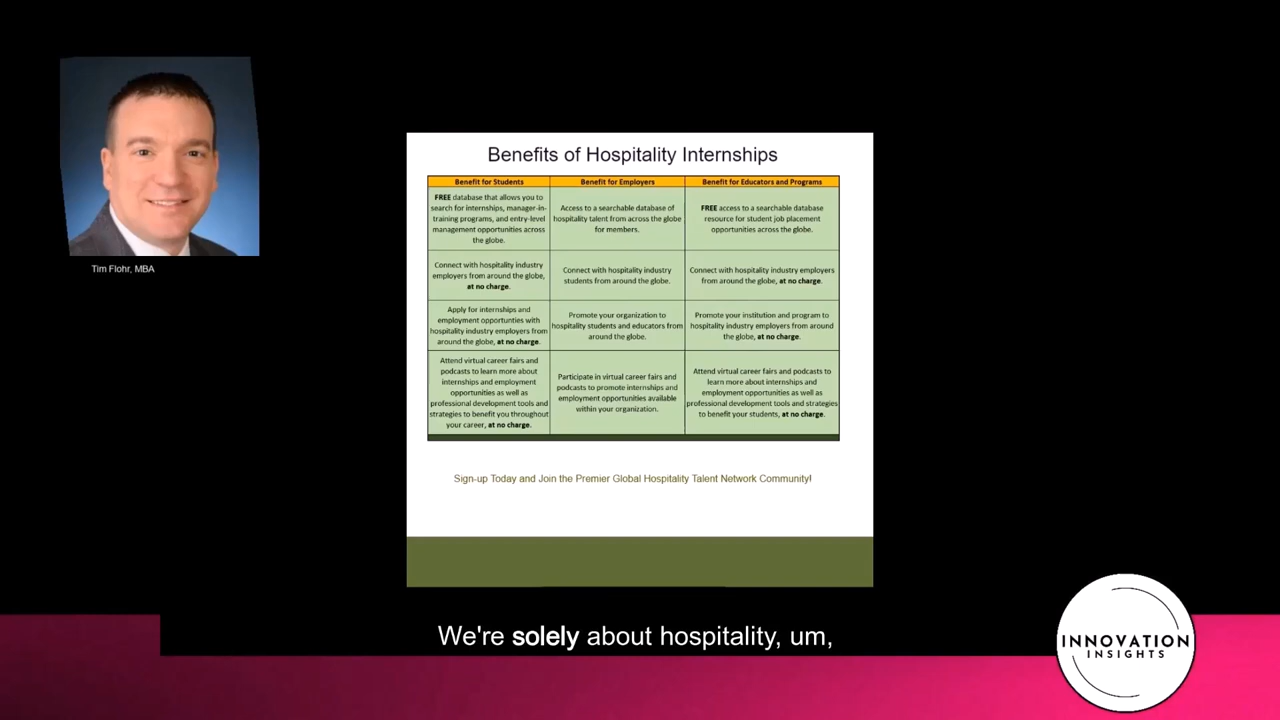 Tim Flohr, MBA
Benefits of Hospitality Internships
Benefit for Students
FREE database that allows you to
search for internships, manager-in-
training programs, and entry-level
management opportunities across
the globe.
Connect with hospitality industry
employers from around the globe,
at no charge.
Apply for internships and
employment opportunties with
hospitality industry employers from
around the globe, at no charge.
Attend virtual career fairs and
podcasts to learn more about
internships and employment
opportunities as well as
professional development tools and
strategies to benefit you throughout
your career, at no charge.
Benefit for Employers
Access to a searchable database of
hospitality talent from across the globe
for members.
Connect with hospitality industry
students from around the globe.
Promote your organization to
hospitality students and educators from
around the globe.
Participate in virtual career fairs and
podcasts to promote internships and
employment opportunities available
within your organization.
Benefit for Educators and Programs
FREE access to a searchable database
resource for student job placement
opportunities across the globe.
Connect with hospitality industry employers
from around the globe, at no charge.
Promote your institution and program to
hospitality industry employers from around
the globe, at no charge.
Attend virtual career fairs and podcasts to
learn more about internships and
employment opportunities as well as
professional development tools and strategies
to benefit your students, at no charge.
Sign-up Today and Join the Premier Global Hospitality Talent Network Community!
We're solely about hospitality, um,
INNOVATION
INSIGHTS